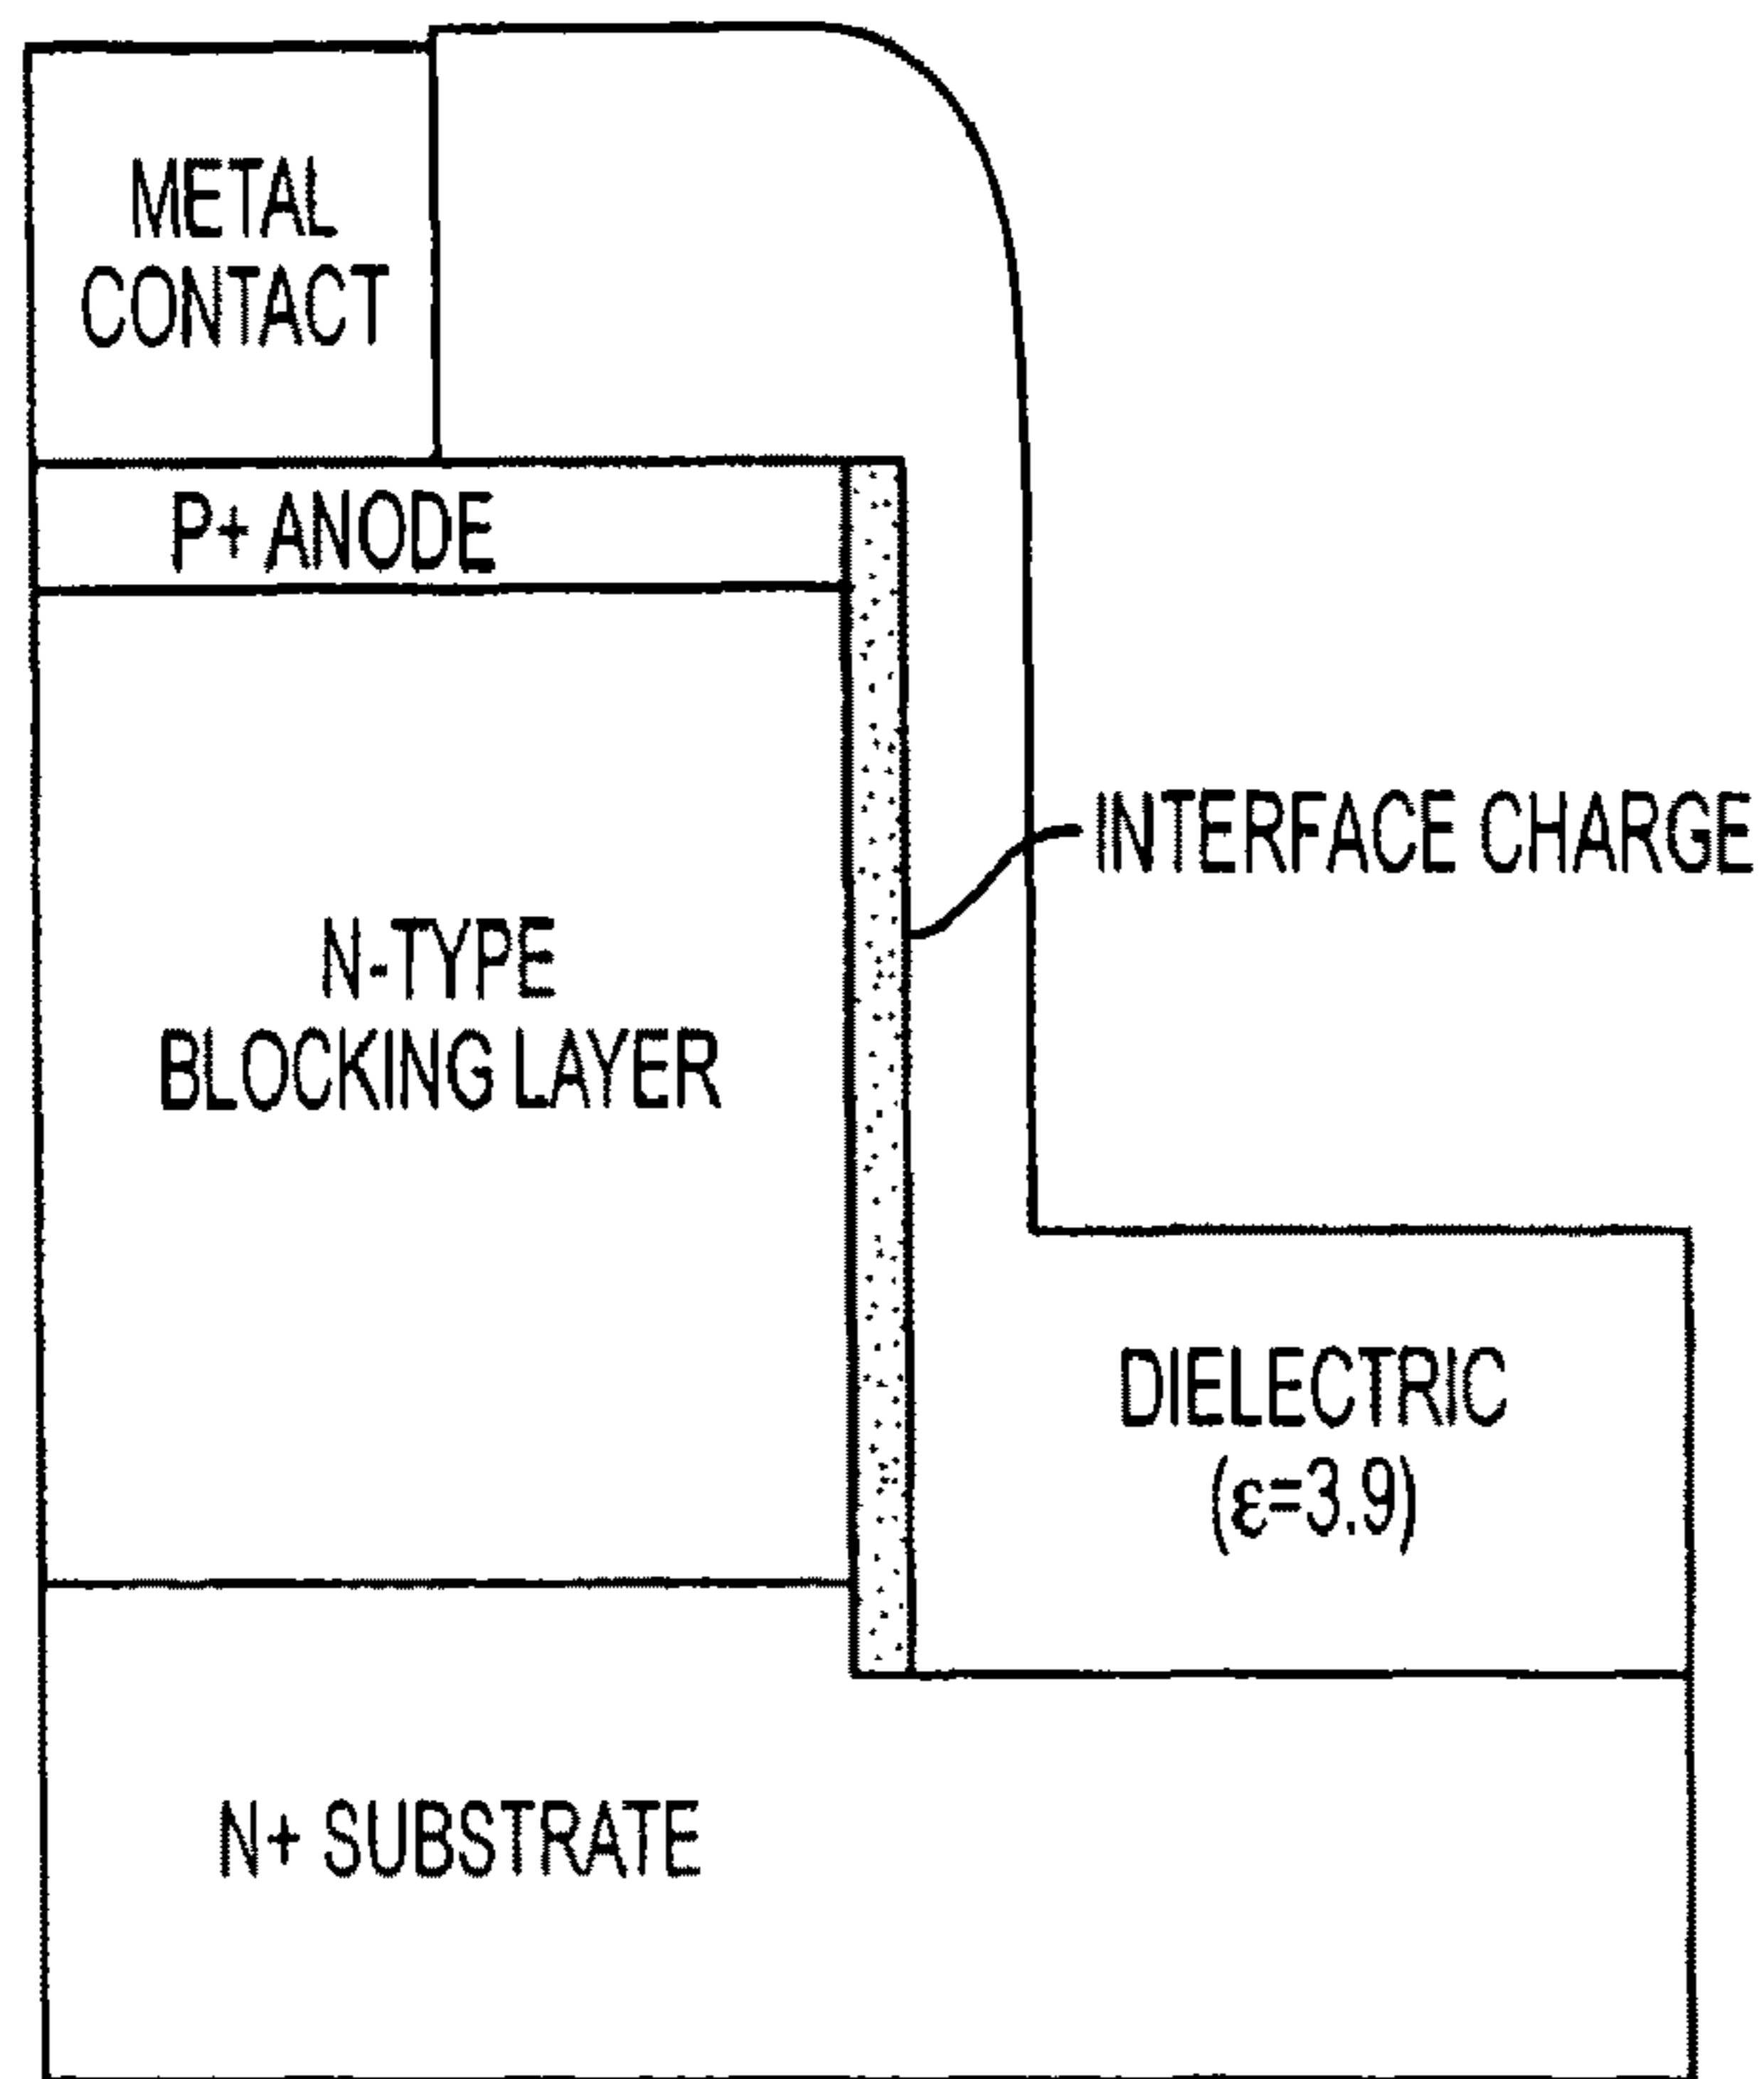 METAL
CONTACT
P+ ANODE
INTERFACE CHARGE
N-TYPE
BLOCKING LAYER
DIELECTRIC
(ε=3.9)
N+ SUBSTRATE